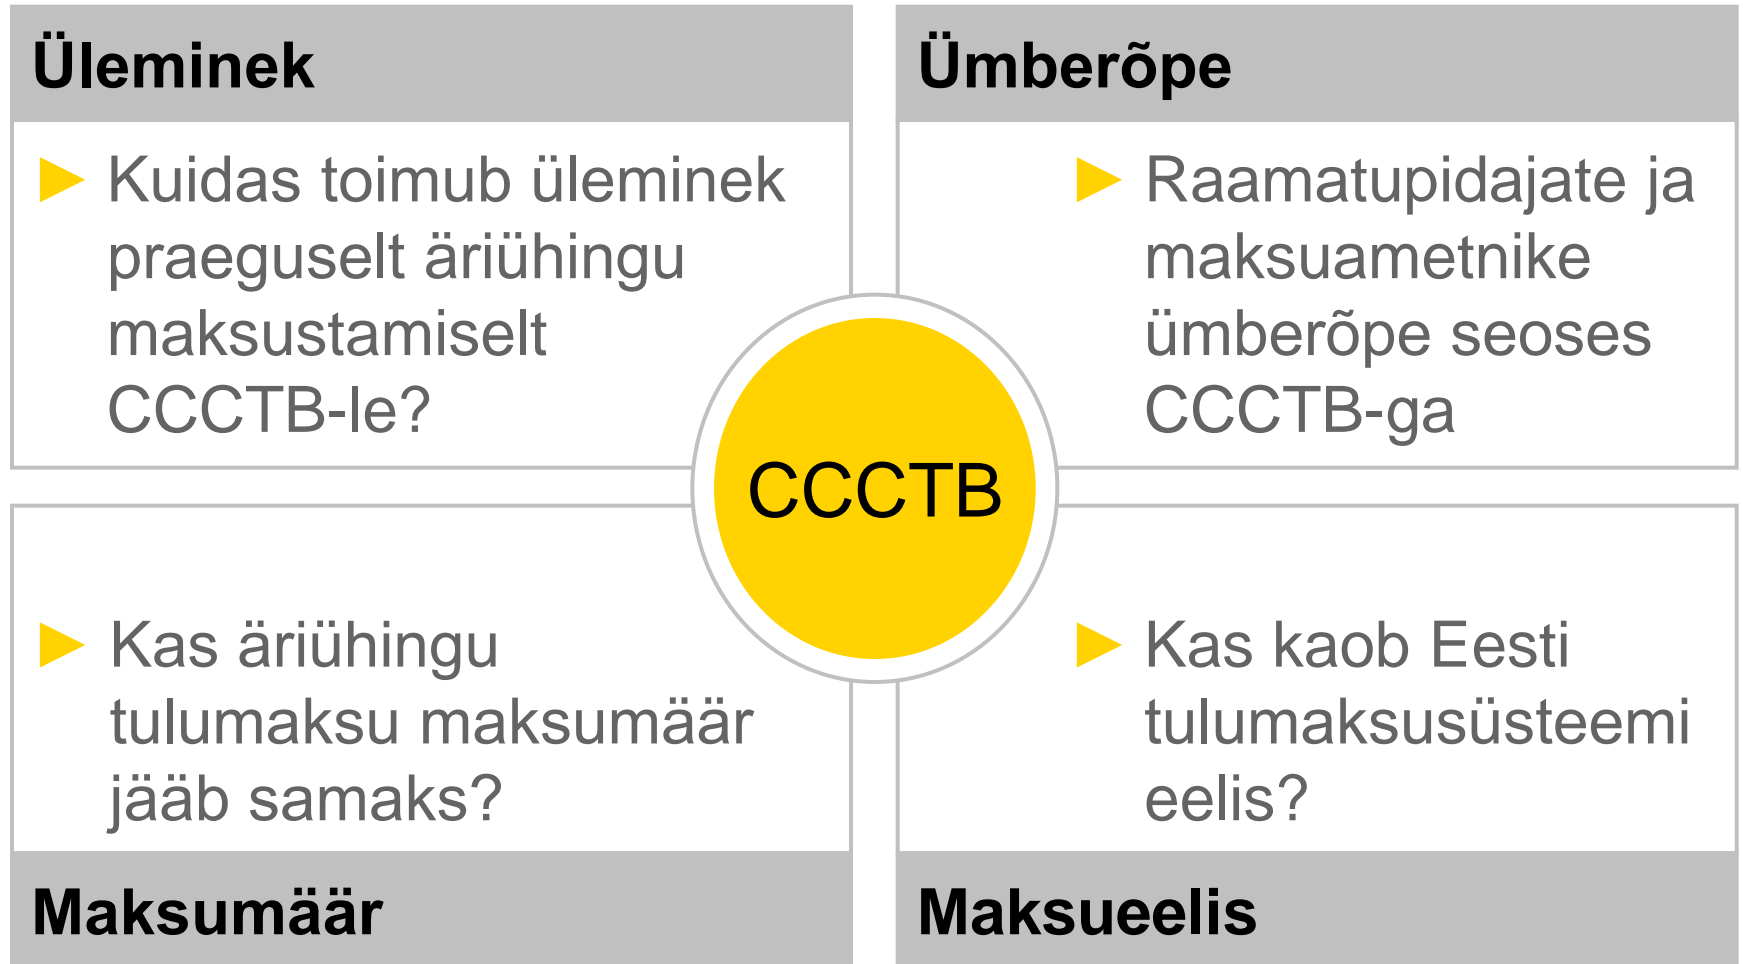 Üleminek
Kuidas toimub üleminek
praeguselt äriühingu
maksustamiselt
CCCTB-le?
Ümberõpe
Raamatupidajate ja
maksuametnike
ümberõpe seoses
CCCTB-ga
CCCTB
Kas äriühingu
tulumaksu maksumäär
jääb samaks?
Maksumäär
Kas kaob Eesti
tulumaksusüsteemi
eelis?
Maksueelis